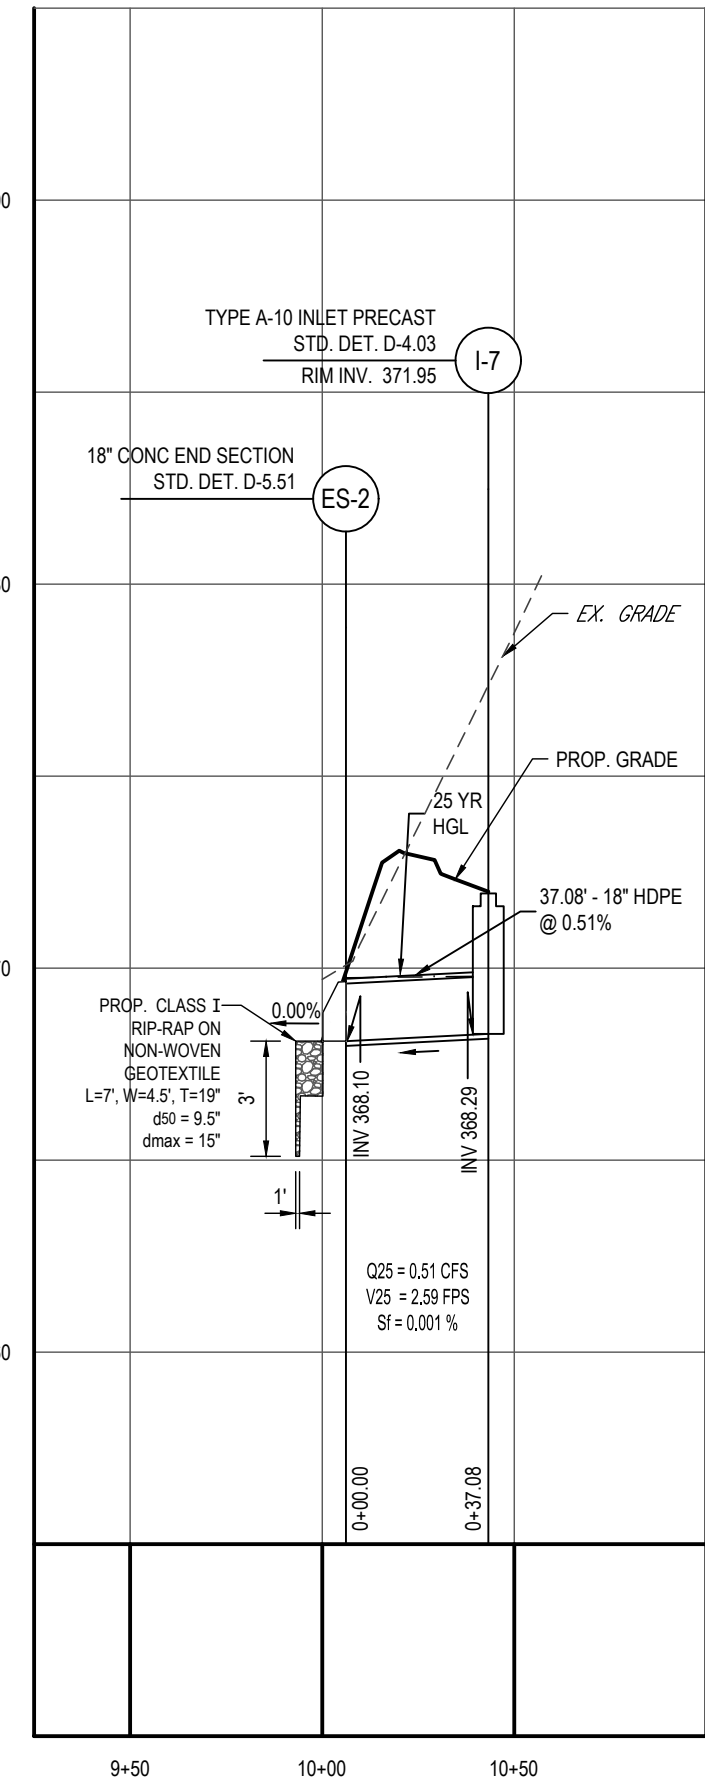 TYPE A-10 INLET PRECAST
STD. DET. D-4.03
RIM INV. 371.95
I-7
18" CONC END SECTION
STD. DET. D-5.51
ES-2
EX. GRADE
PROP. GRADE
25 YR
HGL
37.08' - 18" HDPE
@ 0.51%
PROP. CLASS I
RIP-RAP ON
NON-WOVEN
GEOTEXTILE
L=7', W=4.5', T=19"
d50 = 9.5"
dmax = 15"
0.00%
3'
1'
INV 368.10
INV 368.29
Q25 = 0.51 CFS
V25 = 2.59 FPS
Sf = 0.001 %
0+00.00
0+37.08
9+50
10+00
10+50